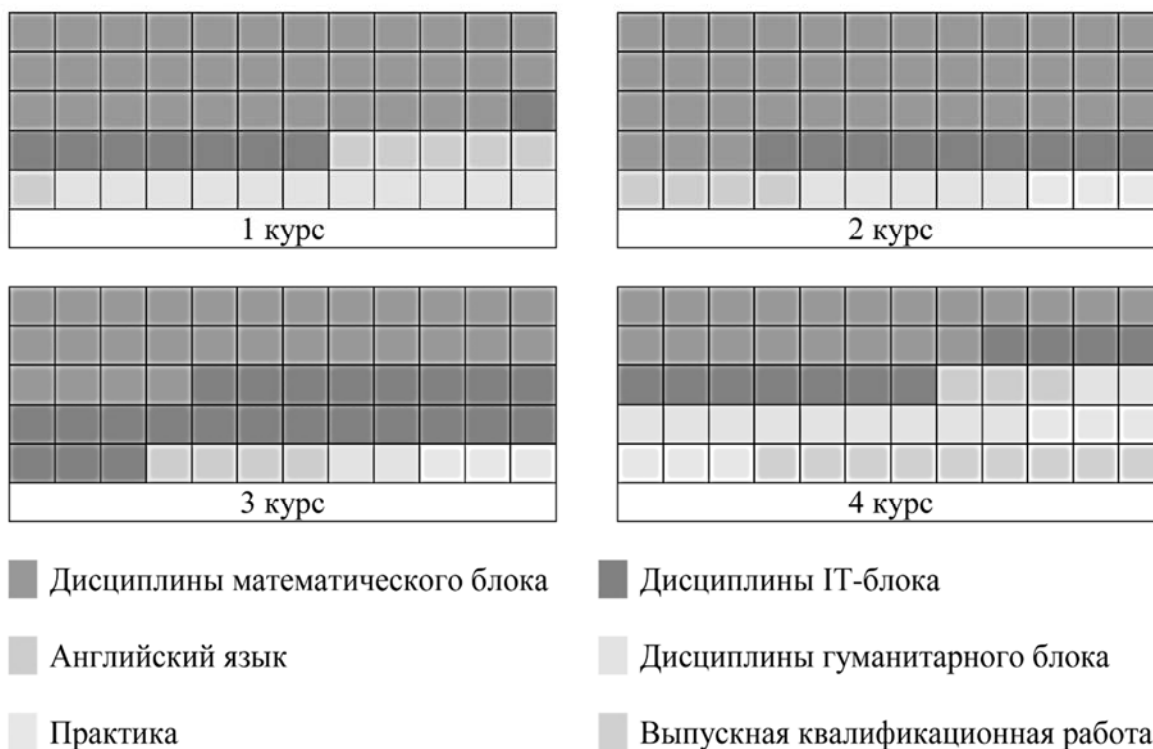 1 курс
2 курс
3 курс
4 курс
Дисциплины математического блока
Дисциплины IT-блока
Английский язык
Дисциплины гуманитарного блока
Практика
Выпускная квалификационная работа